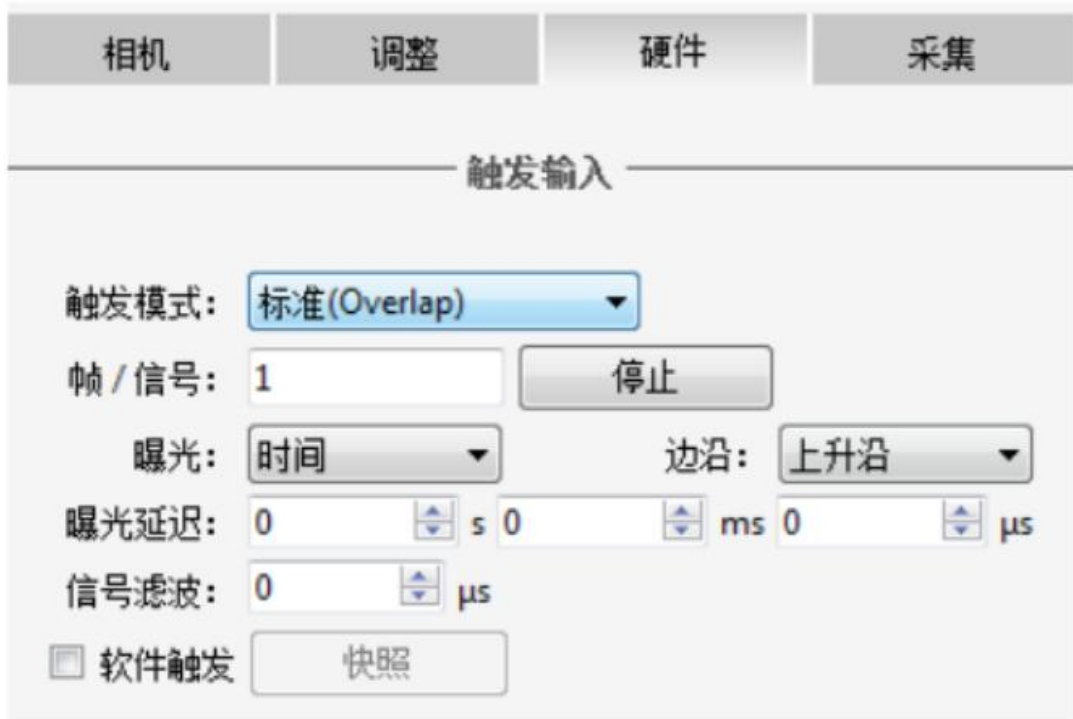 相机 调整 硬件 采集
触发输入
触发模式: 标准(Overlap)
帧 / 信号: 1 停止
曝光: 时间 边沿: 上升沿
曝光延迟: 0 s 0 ms 0 μs
信号滤波: 0 μs
软件触发 快照